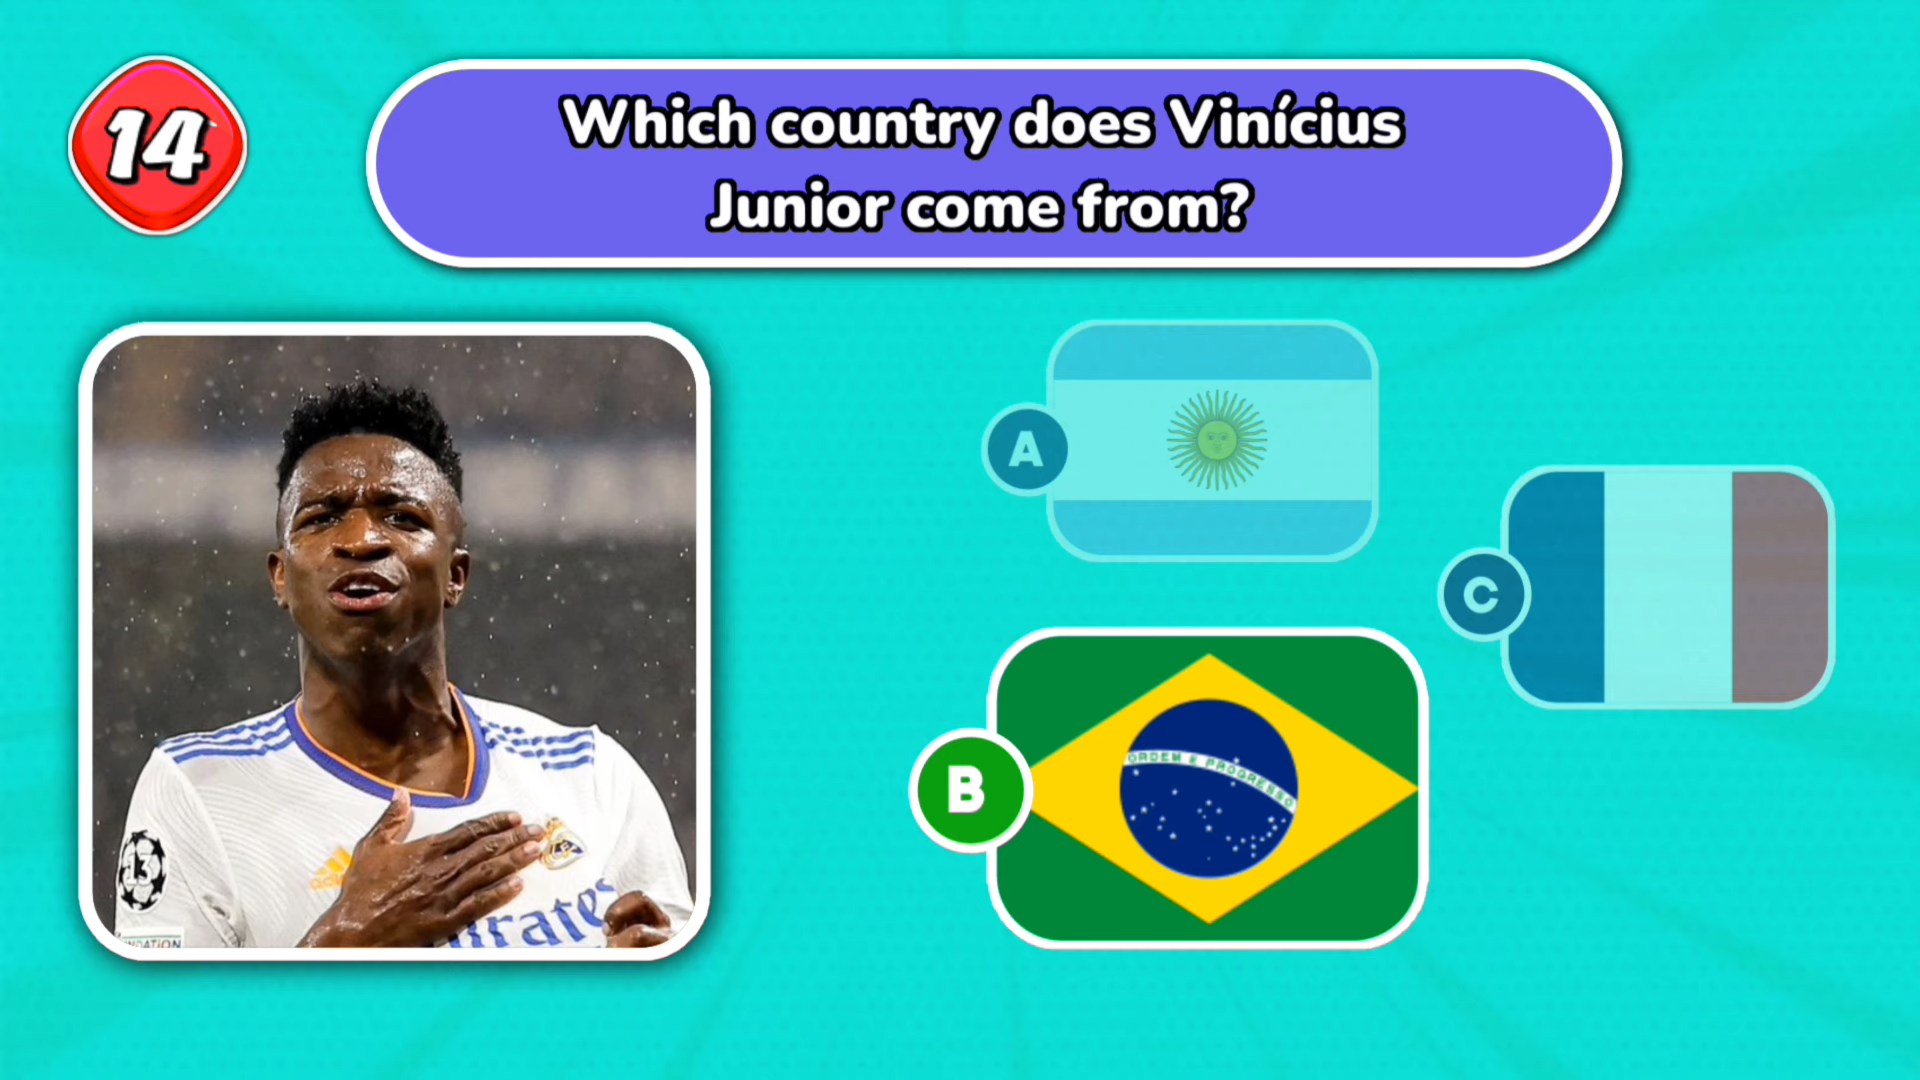 14
Which country does Vinícius
Junior come from?
A
C
B
ORDEM E PROGRESSO
13